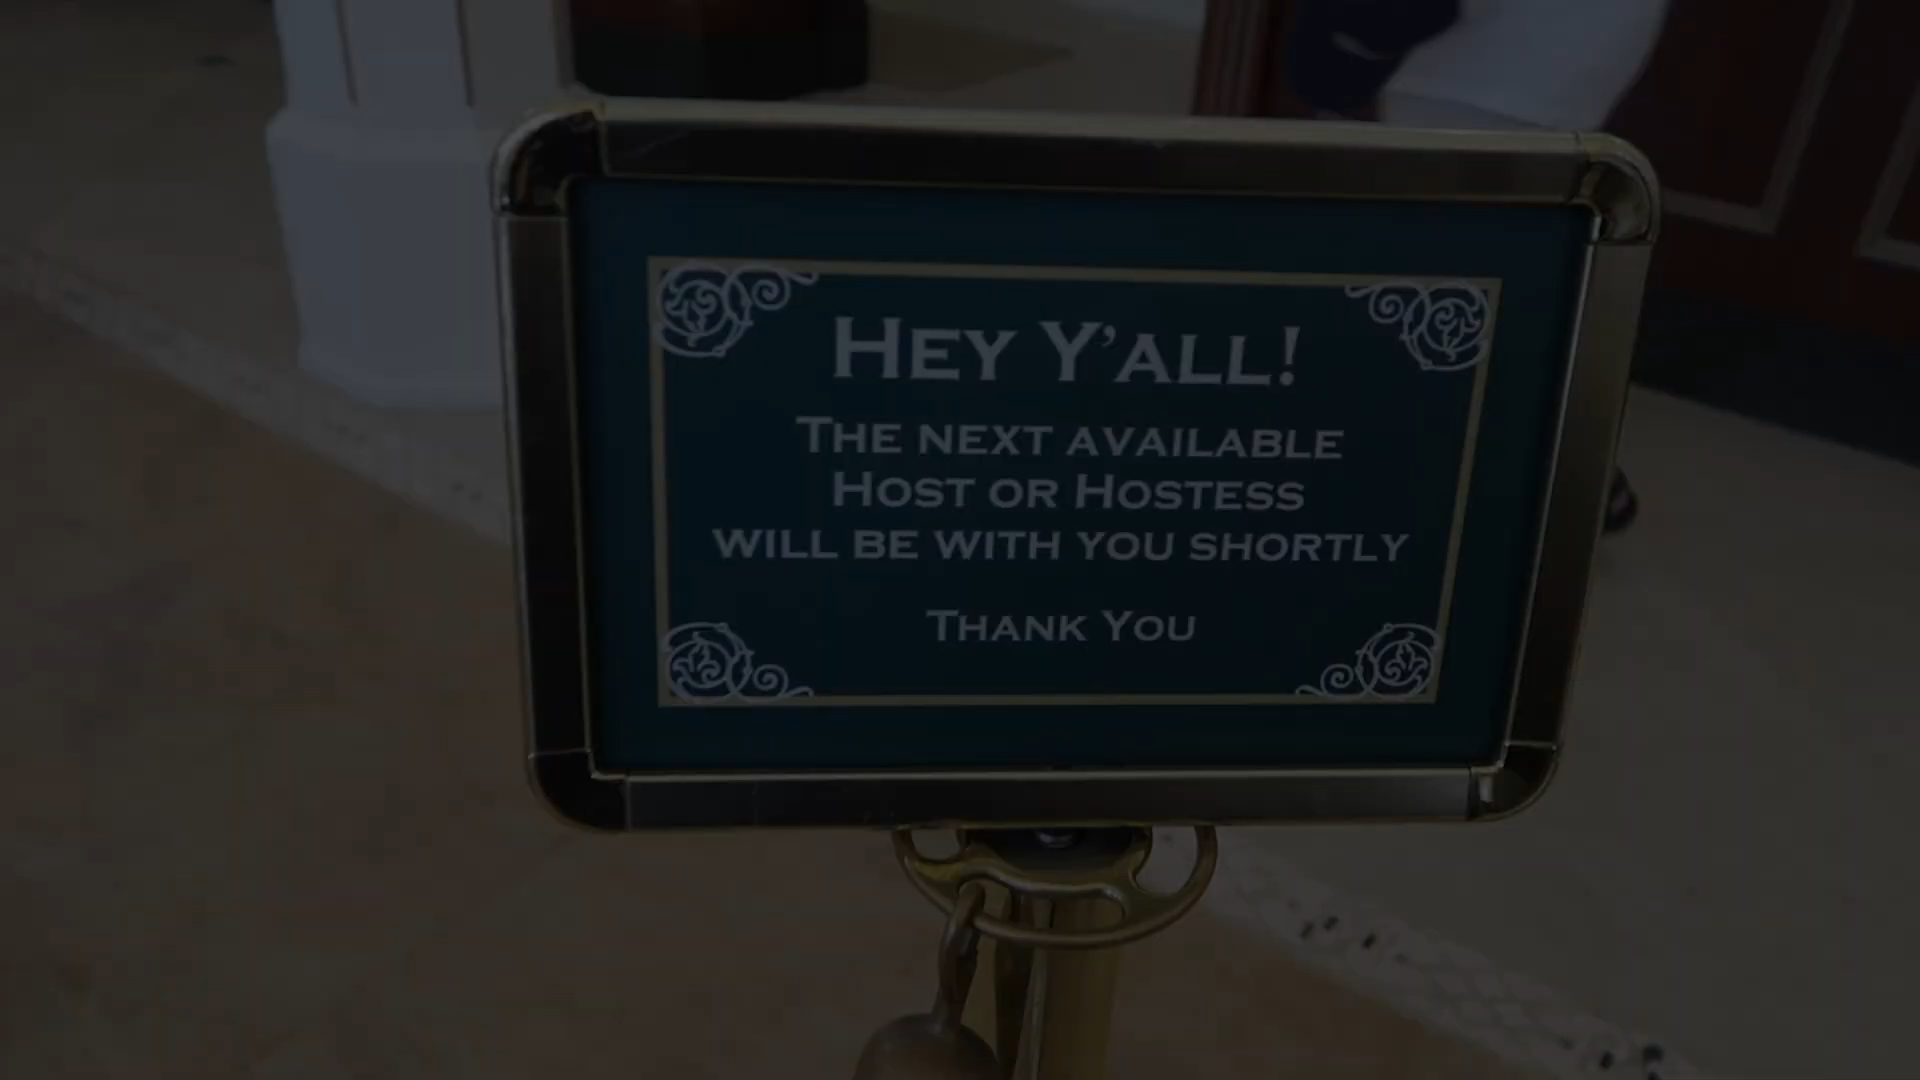 HEY Y'ALL!
THE NEXT AVAILABLE
HOST OR HOSTESS
WILL BE WITH YOU SHORTLY
THANK YOU